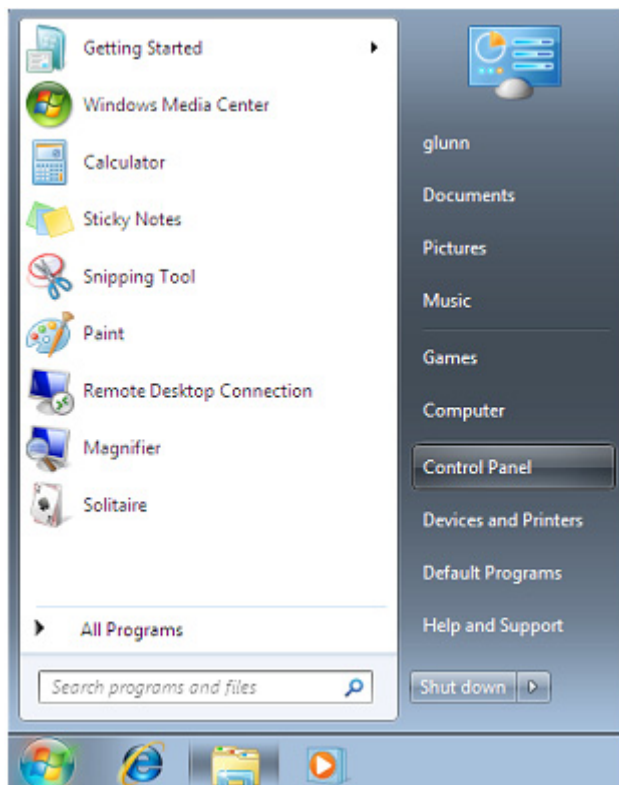 Getting Started
Windows Media Center
Calculator
Sticky Notes
Snipping Tool
Paint
Remote Desktop Connection
Magnifier
Solitaire
All Programs
Search programs and files
glunn
Documents
Pictures
Music
Games
Computer
Control Panel
Devices and Printers
Default Programs
Help and Support
Shut down